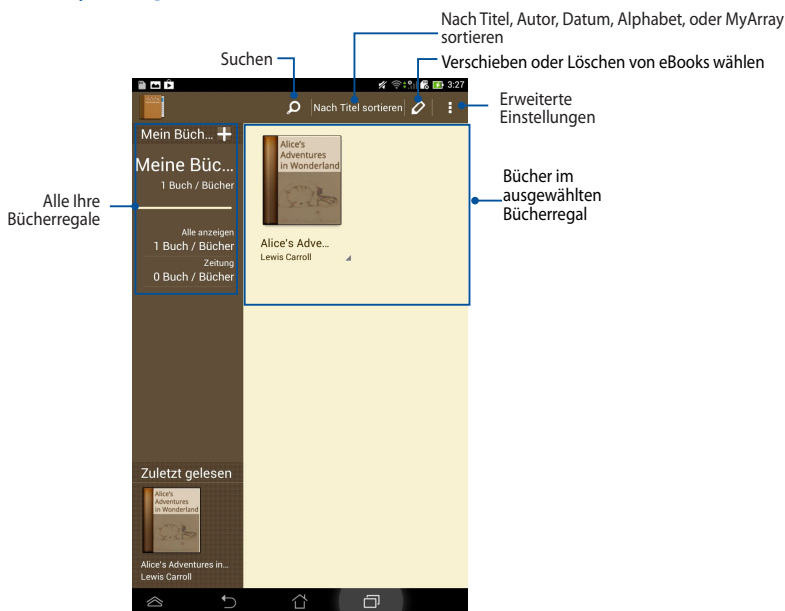 Nach Titel, Autor, Datum, Alphabet, oder MyArray
sortieren
Suchen
Verschieben oder Löschen von eBooks wählen
3:27
Nach Titel sortieren
Erweiterte
Einstellungen
Mein Büch...
Meine Büc...
1 Buch / Bücher
Alle anzeigen
1 Buch / Bücher
Zeitung
0 Buch / Bücher
Alle Ihre
Bücherregale
Alice's
Adventures
in Wonderland
Alice's Adve...
Lewis Carroll
Bücher im
ausgewählten
Bücherregal
Zuletzt gelesen
Alice's
Adventures
in Wonderland
Alice's Adventures in...
Lewis Carroll